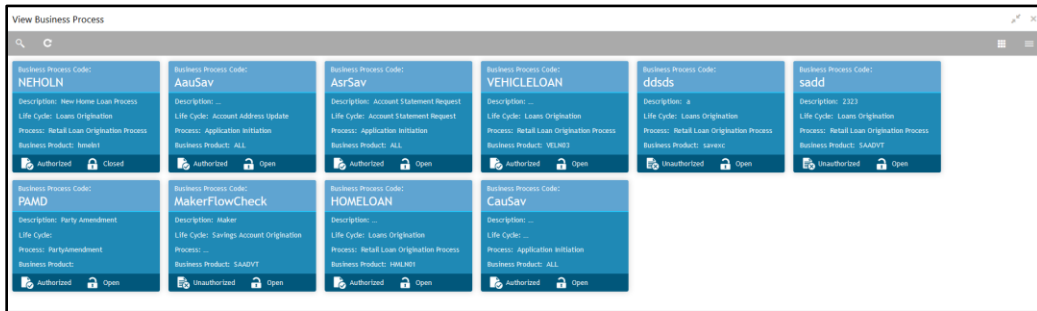 View Business Process
Business Process Code:
NEHOLN
Description: New Home Loan Process
Life Cycle: Loans Origination
Process: Retail Loan Origination Process
Business Product: hmeln1
Authorized Closed
Business Process Code:
AauSav
Description: ...
Life Cycle: Account Address Update
Process: Application Initiation
Business Product: ALL
Authorized Open
Business Process Code:
AsrSav
Description: Account Statement Request
Life Cycle: Account Statement Request
Process: Application Initiation
Business Product: ALL
Authorized Open
Business Process Code:
VEHICLELOAN
Description: ...
Life Cycle: Loans Origination
Process: Retail Loan Origination Process
Business Product: VELN03
Authorized Open
Business Process Code:
ddsds
Description: a
Life Cycle: Loans Origination
Process: Retail Loan Origination Process
Business Product: savexc
Unauthorized Open
Business Process Code:
sadd
Description: 2323
Life Cycle: Loans Origination
Process: Retail Loan Origination Process
Business Product: SAADVT
Unauthorized Open
Business Process Code:
PAMD
Description: Party Amendment
Life Cycle:
Process: PartyAmendment
Business Product:
Authorized Open
Business Process Code:
MakerFlowCheck
Description: Maker
Life Cycle: Savings Account Origination
Process: ...
Business Product: SAADVT
Unauthorized Open
Business Process Code:
HOMELOAN
Description: ...
Life Cycle: Loans Origination
Process: Retail Loan Origination Process
Business Product: HMLN01
Authorized Open
Business Process Code:
CauSav
Description: ...
Life Cycle: ...
Process: Application Initiation
Business Product: ALL
Authorized Open